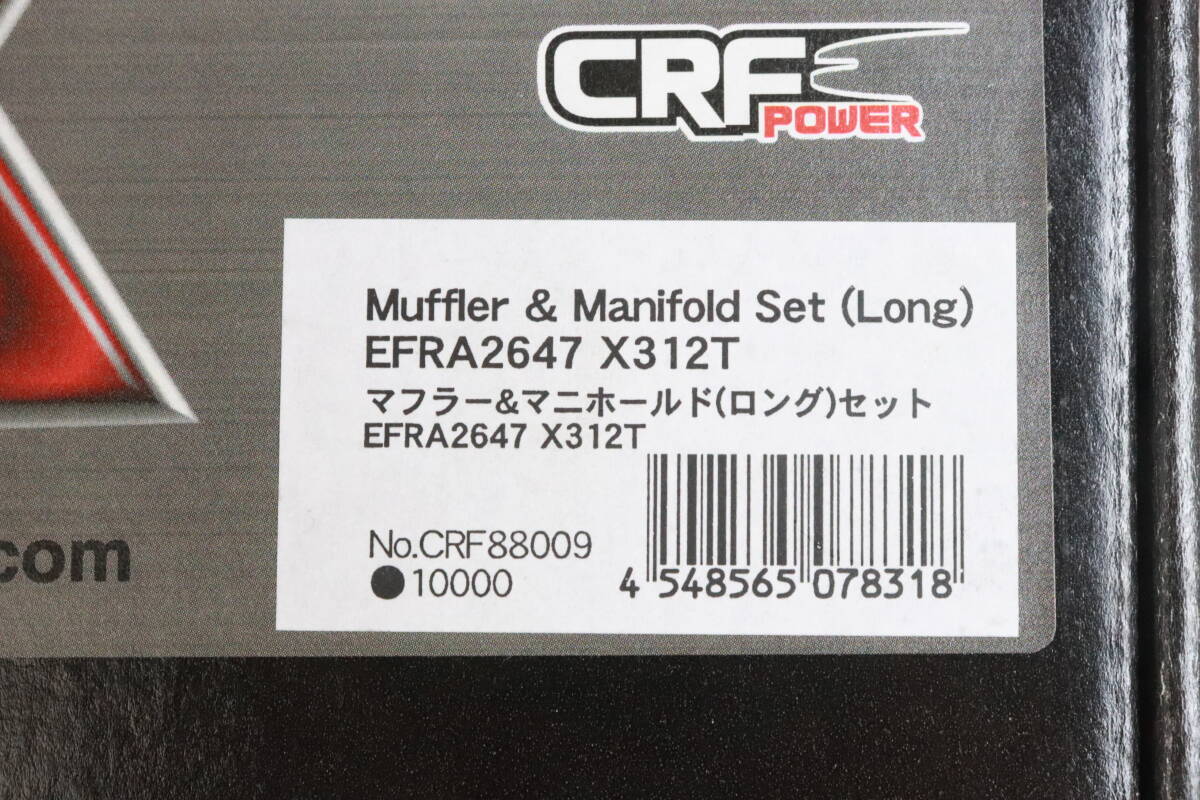 CRF
POWER
Muffler & Manifold Set (Long)
EFRA2647 X312T
マフラー&マニホールド(ロング)セット
EFRA2647 X312T
.com
No.CRF88009
●10000
4 548565 078318